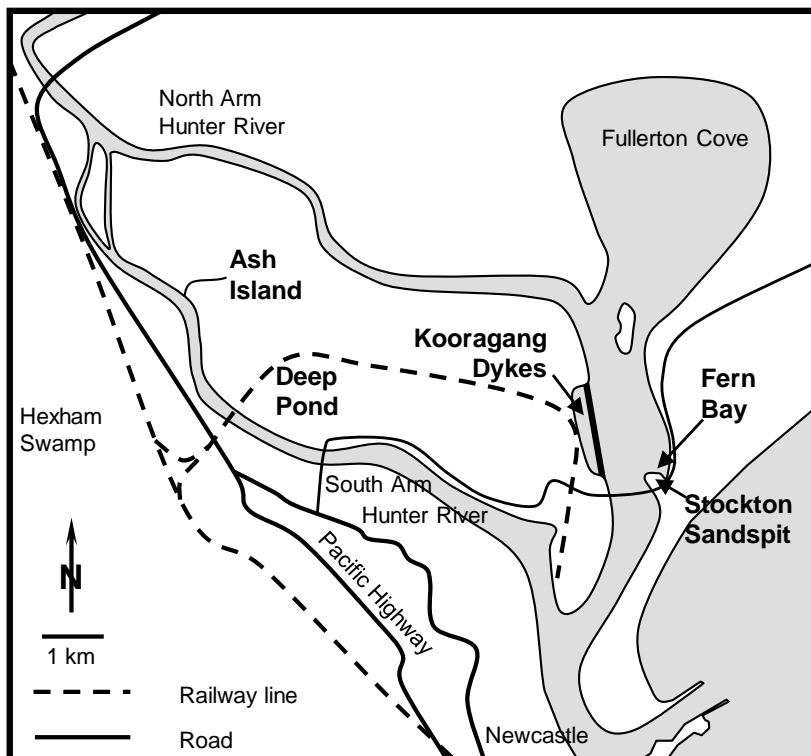 North Arm
Hunter River
Fullerton Cove
Ash
Island
Kooragang
Dykes
Deep
Pond
Fern
Bay
Hexham
Swamp
South Arm
Hunter River
Stockton
Sandspit
Pacific Highway
N
1 km
Railway line
Road
Newcastle